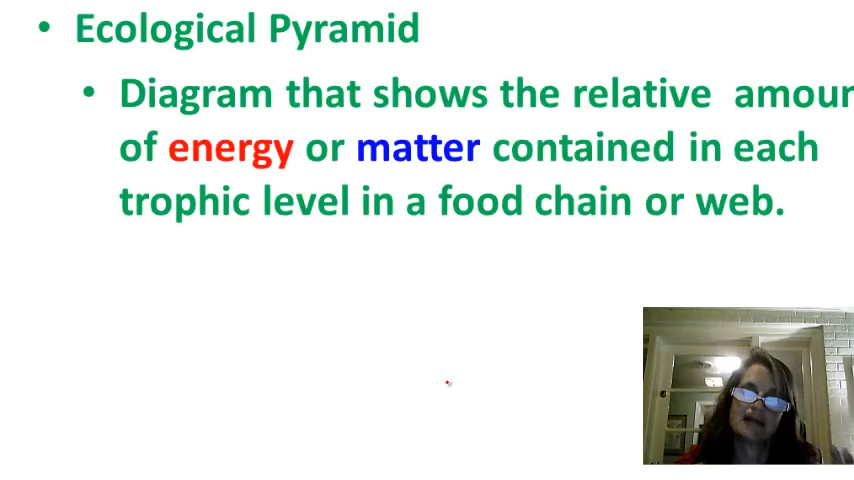 • Ecological Pyramid
• Diagram that shows the relative amoun
of energy or matter contained in each
trophic level in a food chain or web.